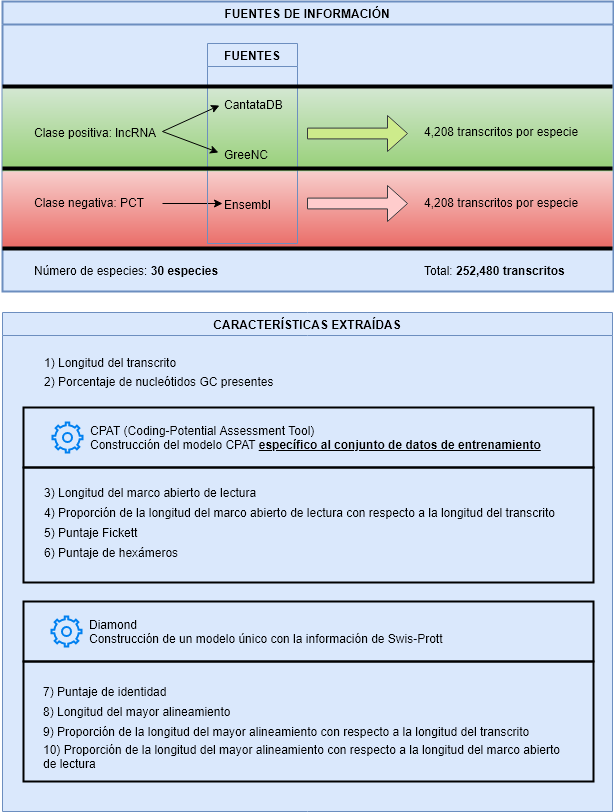 FUENTES DE INFORMACIÓN
FUENTES
Clase positiva: lncRNA
CantataDB
GreeNC
4,208 transcritos por especie
Clase negativa: PCT
Ensembl
4,208 transcritos por especie
Número de especies: 30 especies
Total: 252,480 transcritos
CARACTERÍSTICAS EXTRAÍDAS
1) Longitud del transcrito
2) Porcentaje de nucleótidos GC presentes
CPAT (Coding-Potential Assessment Tool)
Construcción del modelo CPAT específico al conjunto de datos de entrenamiento
3) Longitud del marco abierto de lectura
4) Proporción de la longitud del marco abierto de lectura con respecto a la longitud del transcrito
5) Puntaje Fickett
6) Puntaje de hexámeros
Diamond
Construcción de un modelo único con la información de Swis-Prott
7) Puntaje de identidad
8) Longitud del mayor alineamiento
9) Proporción de la longitud del mayor alineamiento con respecto a la longitud del transcrito
10) Proporción de la longitud del mayor alineamiento con respecto a la longitud del marco abierto
de lectura